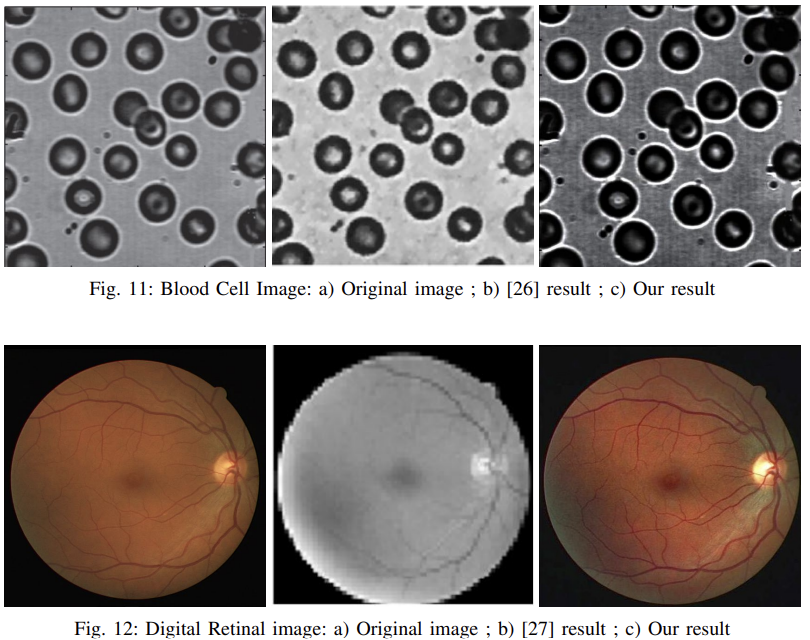 Fig. 11: Blood Cell Image: a) Original image ; b) [26] result ; c) Our result
Fig. 12: Digital Retinal image: a) Original image ; b) [27] result ; c) Our result